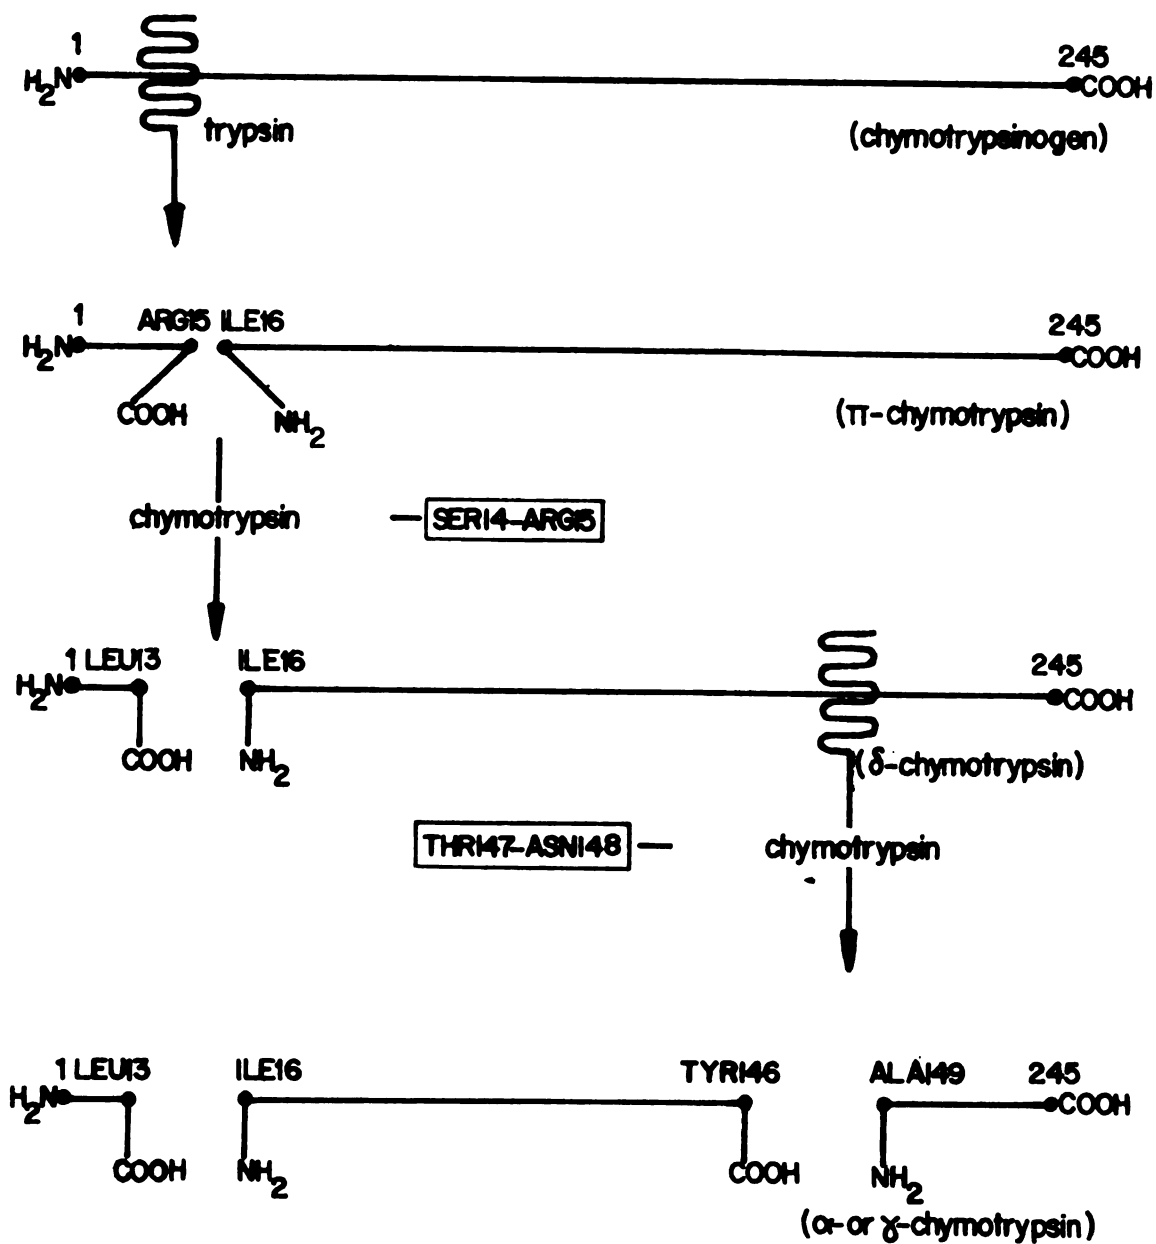 1 245
H₂N COOH
trypsin (chymotrypsinogen)
1 ARG15 ILE16 245
H₂N COOH
COOH NH₂ (π-chymotrypsin)
chymotrypsin SER14-ARG15
1 LEU13 ILE16 245
H₂N COOH
COOH NH₂ (δ-chymotrypsin)
THR147-ASN148 chymotrypsin
1 LEU13 ILE16 TYR146 ALA149 245
H₂N COOH
COOH NH₂ COOH NH₂
(α-or γ-chymotrypsin)